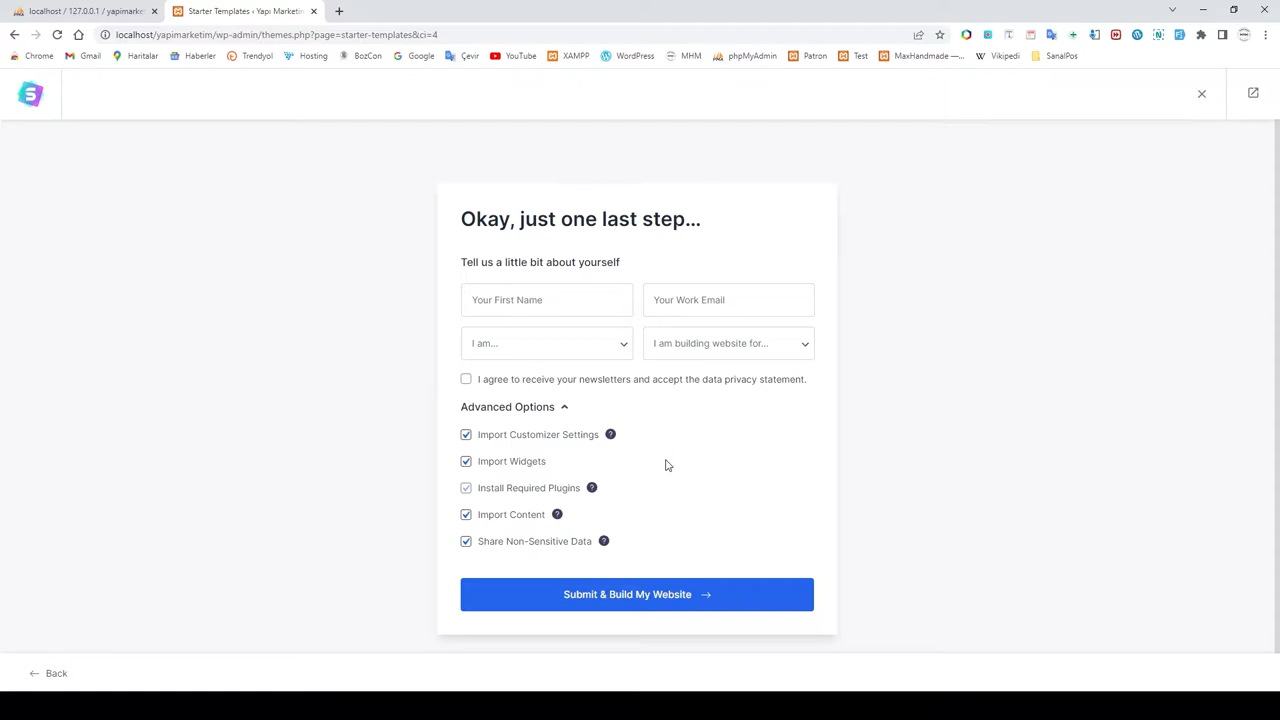 localhost / 127.0.0.1 / yapimarke
Starter Templates ‹ Yapı Marketin
localhost/yapimarketim/wp-admin/themes.php?page=starter-templates&ci=4
Chrome
Gmail
Haritalar
Haberler
Trendyol
Hosting
BozCon
Google
Çevir
YouTube
XAMPP
WordPress
MHM
phpMyAdmin
Patron
Test
MaxHandmade —...
Vikipedi
SanalPos
Okay, just one last step...
Tell us a little bit about yourself
Your First Name
Your Work Email
I am...
I am building website for...
I agree to receive your newsletters and accept the data privacy statement.
Advanced Options
Import Customizer Settings ?
Import Widgets
Install Required Plugins ?
Import Content ?
Share Non-Sensitive Data ?
Submit & Build My Website →
← Back